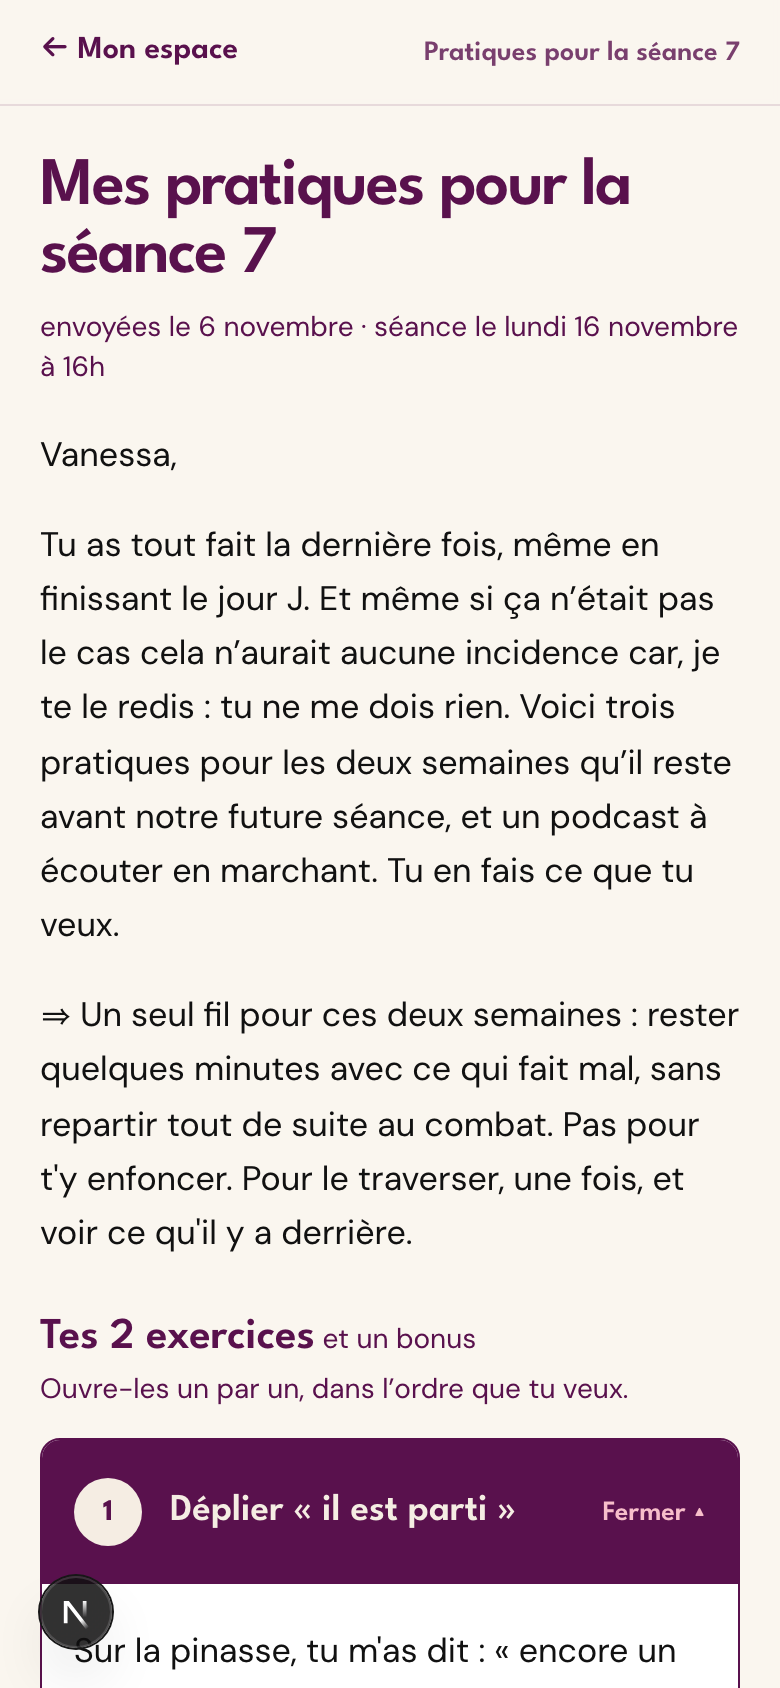 ← Mon espace
Pratiques pour la séance 7
Mes pratiques pour la
séance 7
envoyées le 6 novembre · séance le lundi 16 novembre
à 16h
Vanessa,
Tu as tout fait la dernière fois, même en
finissant le jour J. Et même si ça n’était pas
le cas cela n’aurait aucune incidence car, je
te le redis : tu ne me dois rien. Voici trois
pratiques pour les deux semaines qu’il reste
avant notre future séance, et un podcast à
écouter en marchant. Tu en fais ce que tu
veux.
⇒ Un seul fil pour ces deux semaines : rester
quelques minutes avec ce qui fait mal, sans
repartir tout de suite au combat. Pas pour
t'y enfoncer. Pour le traverser, une fois, et
voir ce qu'il y a derrière.
Tes 2 exercices et un bonus
Ouvre-les un par un, dans l’ordre que tu veux.
1 Déplier « il est parti » Fermer ▲
N
Sur la pinasse, tu m'as dit : « encore un